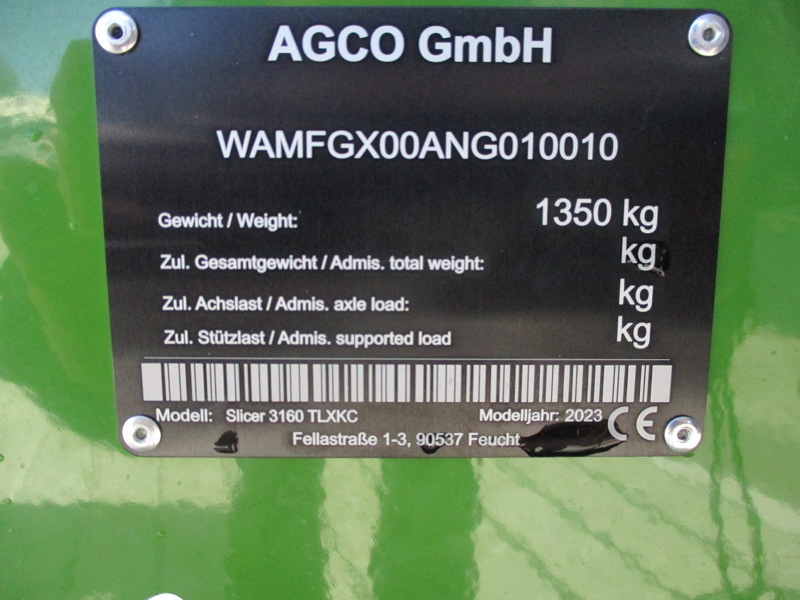 AGCO GmbH
WAMFGX00ANG010010
Gewicht / Weight: 1350 kg
Zul. Gesamtgewicht / Admis. total weight: kg
Zul. Achslast / Admis. axle load: kg
Zul. Stützlast / Admis. supported load kg
Modell: Slicer 3160 TLXKC Modelljahr: 2023 CE
Fellastraße 1-3, 90537 Feucht